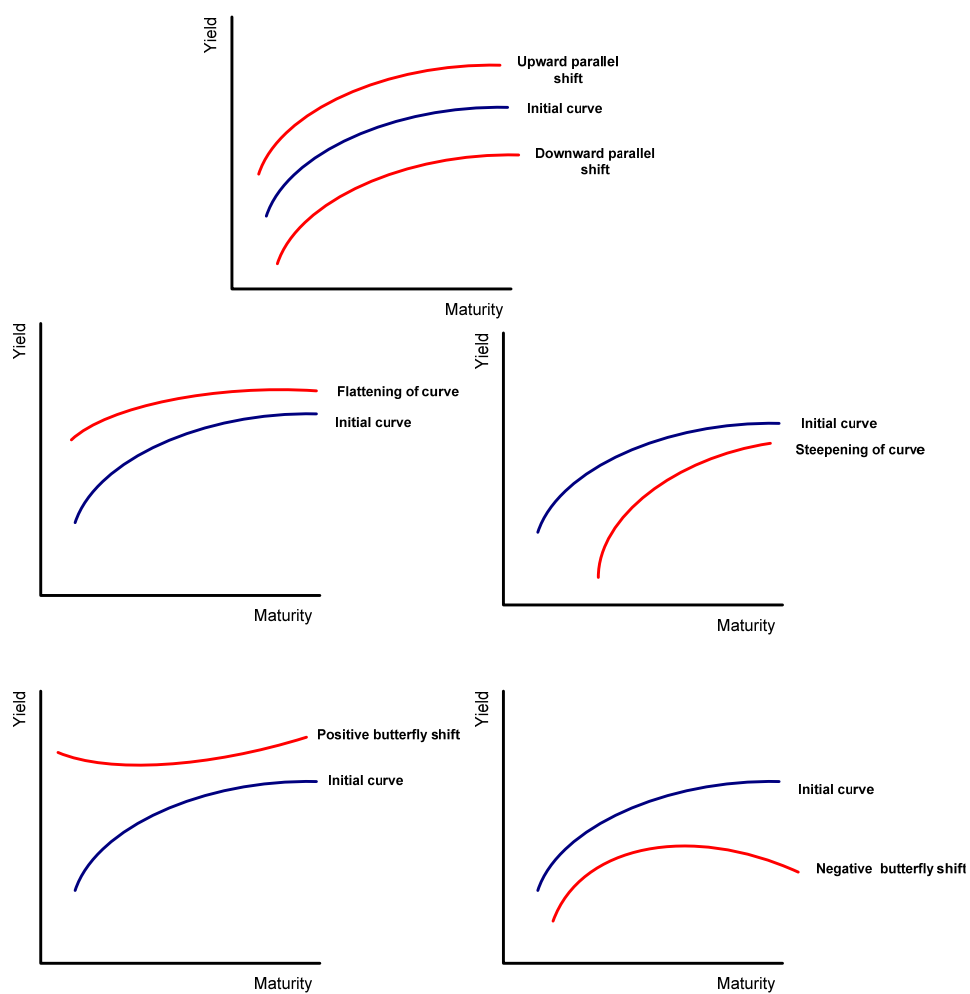 Yield
Upward parallel
shift
Initial curve
Downward parallel
shift
Maturity
Yield
Flattening of curve
Initial curve
Maturity
Yield
Initial curve
Steepening of curve
Maturity
Yield
Positive butterfly shift
Initial curve
Maturity
Yield
Initial curve
Negative butterfly shift
Maturity